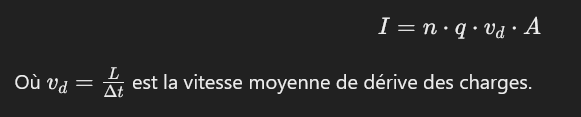 I = n · q · v_d · A
Où v_d = L/Δt est la vitesse moyenne de dérive des charges.